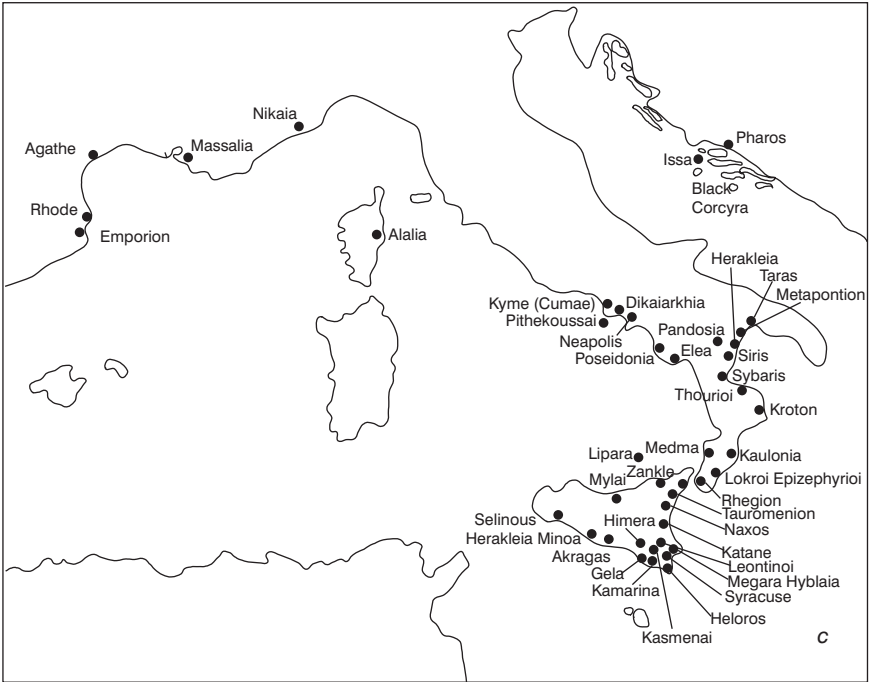 Nikaia
Agathe
Massalia
Pharos
Issa
Black
Corcyra
Rhode
Emporion
Alalia
Herakleia
Taras
Metapontion
Kyme (Cumae)
Dikaiarkhia
Pithekoussai
Neapolis
Pandosia
Poseidonia
Elea
Siris
Sybaris
Thourioi
Kroton
Lipara
Medma
Kaulonia
Zankle
Mylai
Lokroi Epizephyrioi
Rhegion
Tauromenion
Naxos
Selinous
Himera
Herakleia Minoa
Katane
Akragas
Leontinoi
Gela
Megara Hyblaia
Kamarina
Syracuse
Heloros
Kasmenai
C